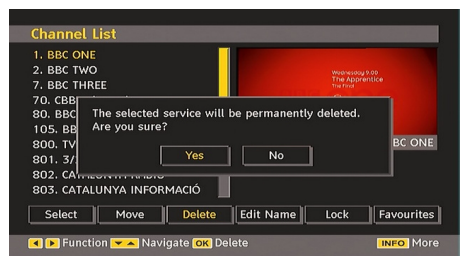 Channel List
1. BBC ONE
2. BBC TWO
7. BBC THREE
70. CBB
80. BBC
105. BB
800. TV
801. 3/
802. CATALUNYA RÀDIO
803. CATALUNYA INFORMACIÓ
Wednesday 9.00
The Apprentice
The Final
BC ONE
The selected service will be permanently deleted.
Are you sure?
Yes No
Select Move Delete Edit Name Lock Favourites
Function Navigate OK Delete INFO More